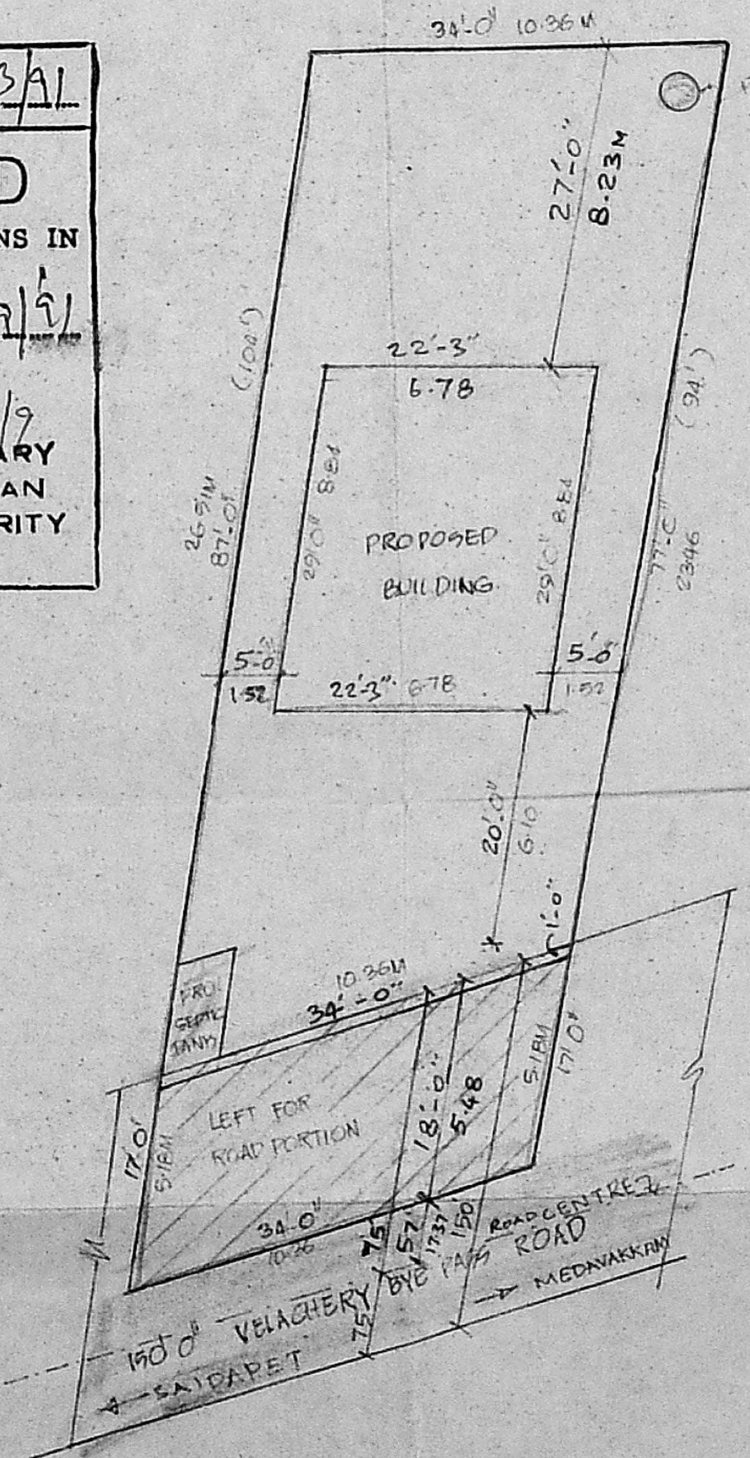 34'-0" 10.36M
3/91
NS IN
9/91
/9
ARY
AN
RITY
27'-0"
8.23M
(104')
22'-3"
6.78
(94')
26.51M
87'-0"
29'0" 8.84
PROPOSED
BUILDING
29'0" 8.84
77'-0"
2346
5'-0"
1.52
22'-3" 6.78
5'-0"
1.52
20'-0"
6.10
1'-0"
PRO
SEPTIC
TANK
10.36M
34'-0"
17'0"
5.18M
LEFT FOR
ROAD PORTION
18'-0"
5.48
5.18M
17'0"
34'-0"
10.36
75'
57'
17.37
150
ROAD CENTRE
150'0" VELACHERY BYE PASS ROAD
75'
MEDAVAKKAM
SAIDAPET